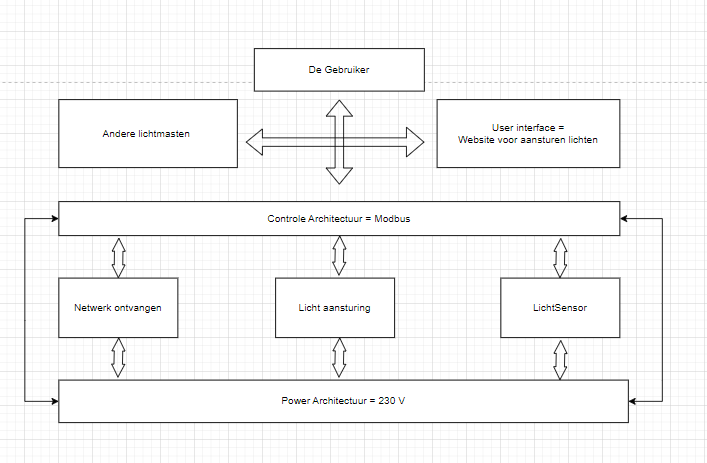 De Gebruiker
Andere lichtmasten
User interface =
Website voor aansturen lichten
Controle Architectuur = Modbus
Netwerk ontvangen
Licht aansturing
LichtSensor
Power Architectuur = 230 V